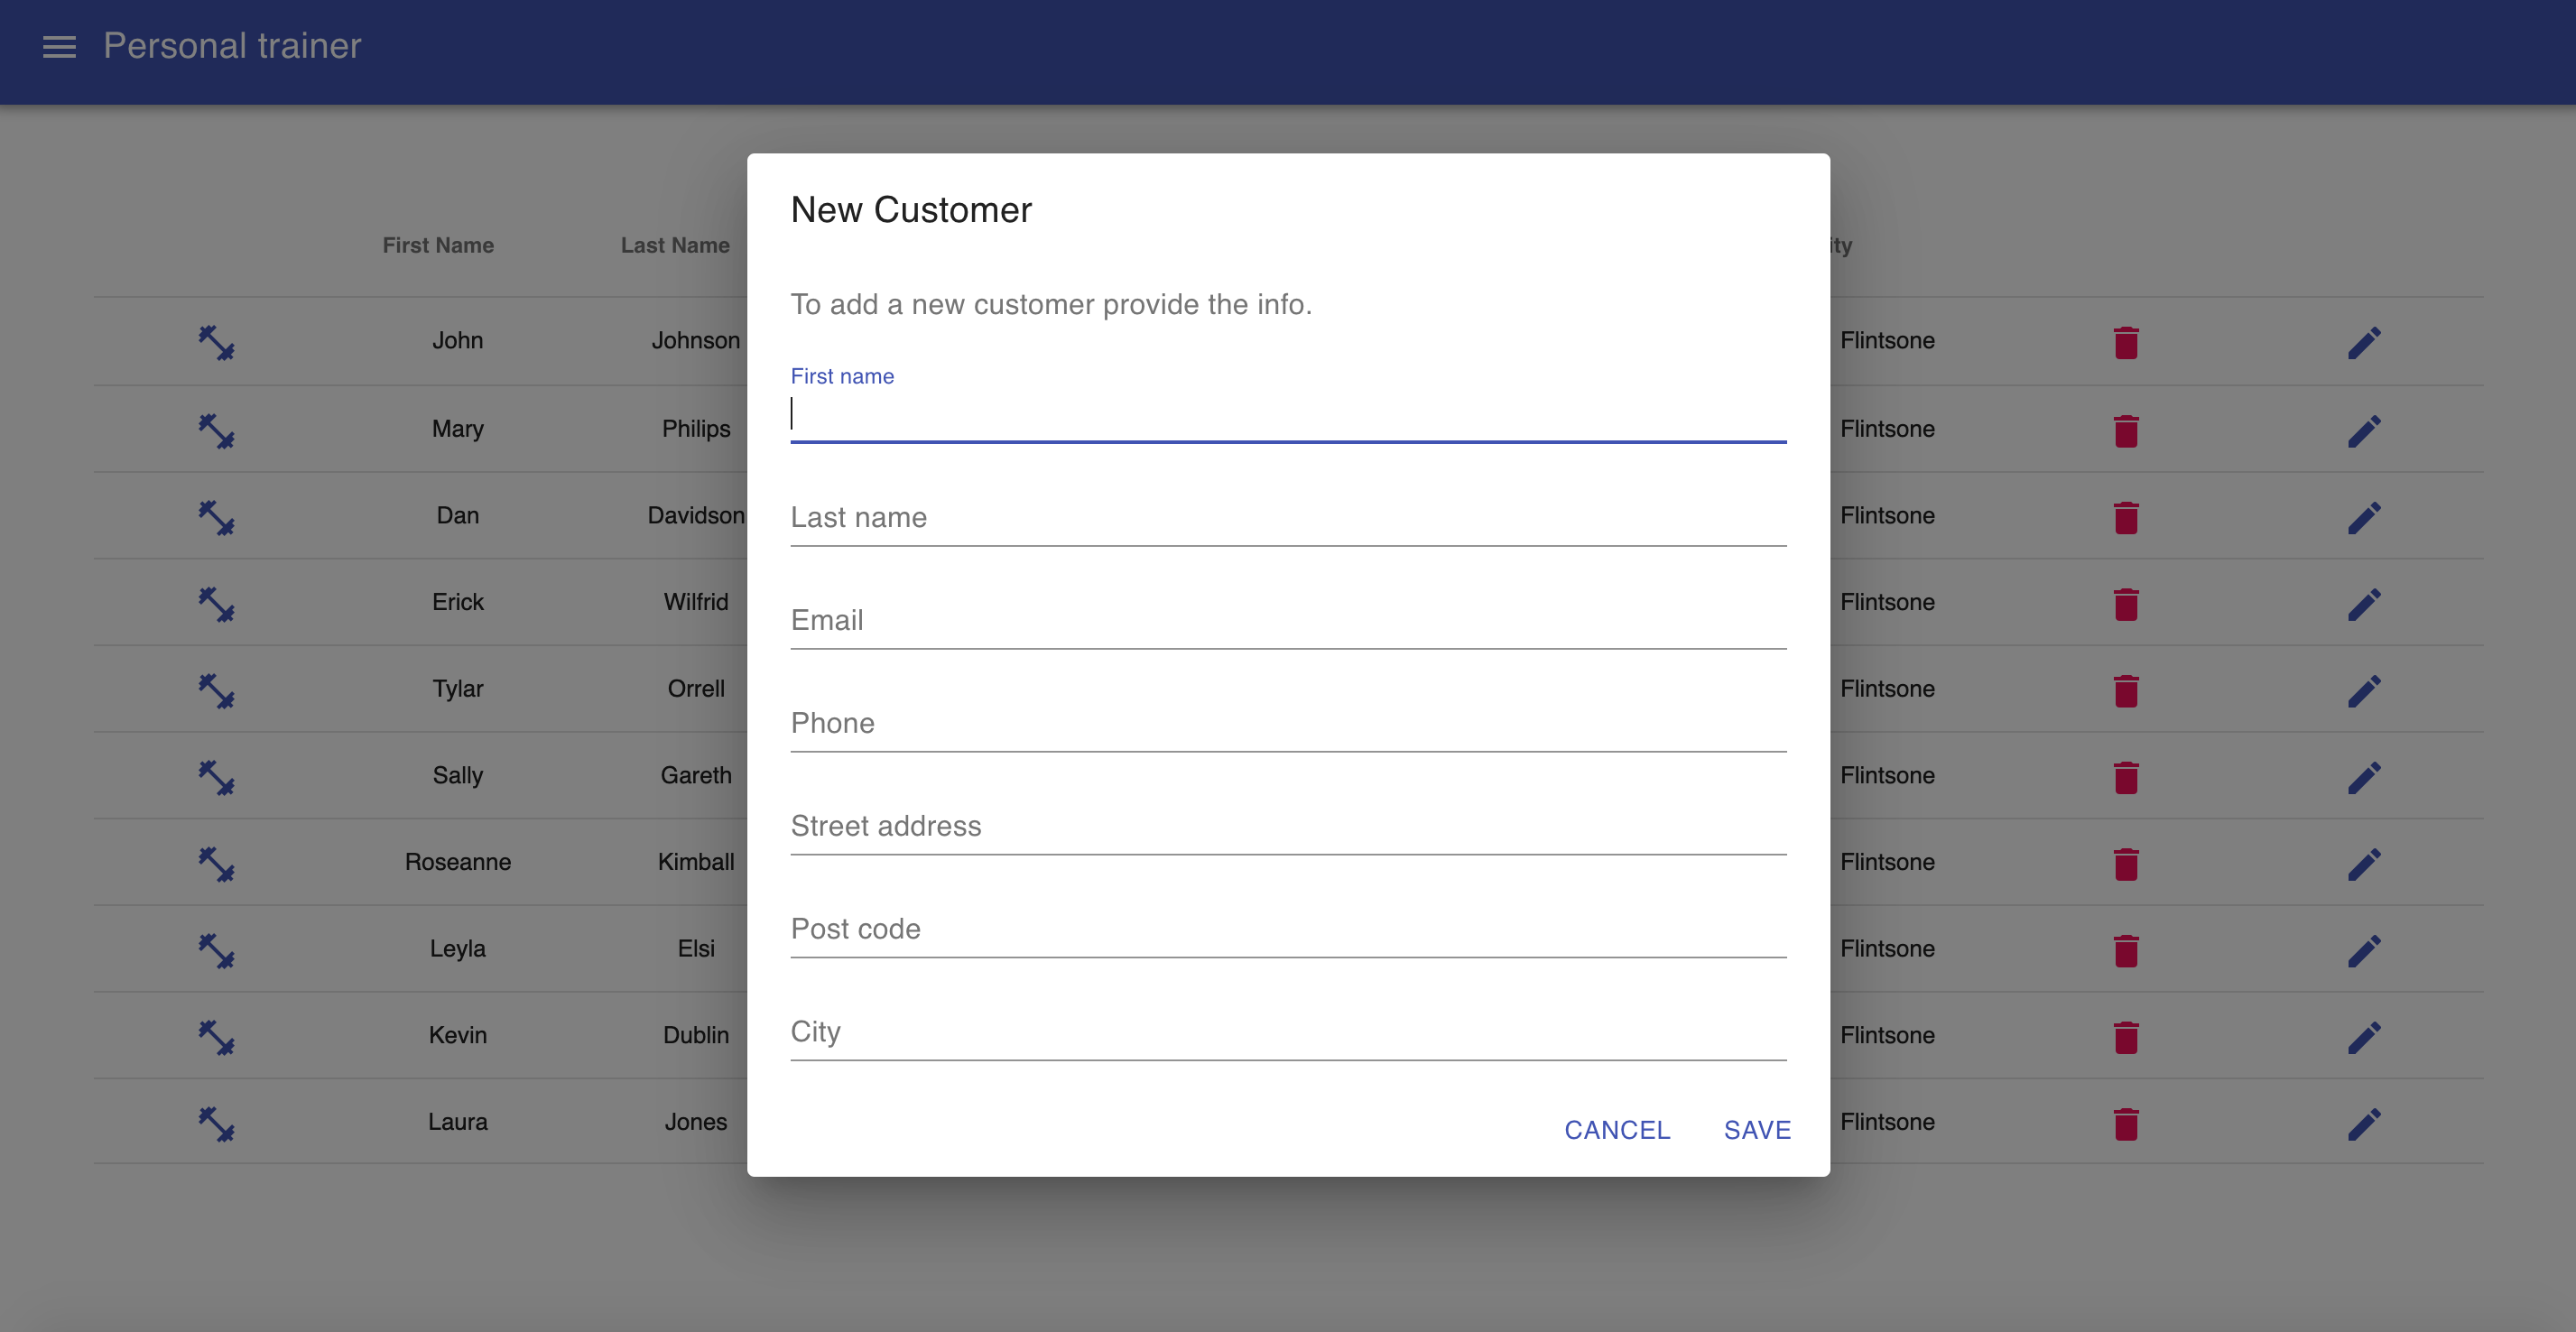 Personal trainer
New Customer
To add a new customer provide the info.
First name
Last name
Email
Phone
Street address
Post code
City
CANCEL SAVE
First Name Last Name ity
John Johnson Flintsone
Mary Philips Flintsone
Dan Davidson Flintsone
Erick Wilfrid Flintsone
Tylar Orrell Flintsone
Sally Gareth Flintsone
Roseanne Kimball Flintsone
Leyla Elsi Flintsone
Kevin Dublin Flintsone
Laura Jones Flintsone